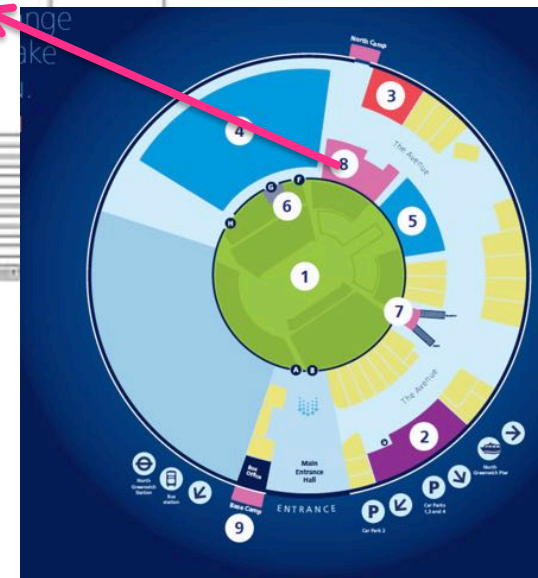 nge
ake
North Camp
3
4
The Avenue
8
G
F
6
H
5
1
7
A
B
The Avenue
2
Box
Office
Main
Entrance
Hall
North
Greenwich
Station
Bus
station
Base Camp
ENTRANCE
9
P
Car Park 2
P
Car Parks
1,3 and 4
North
Greenwich Pier